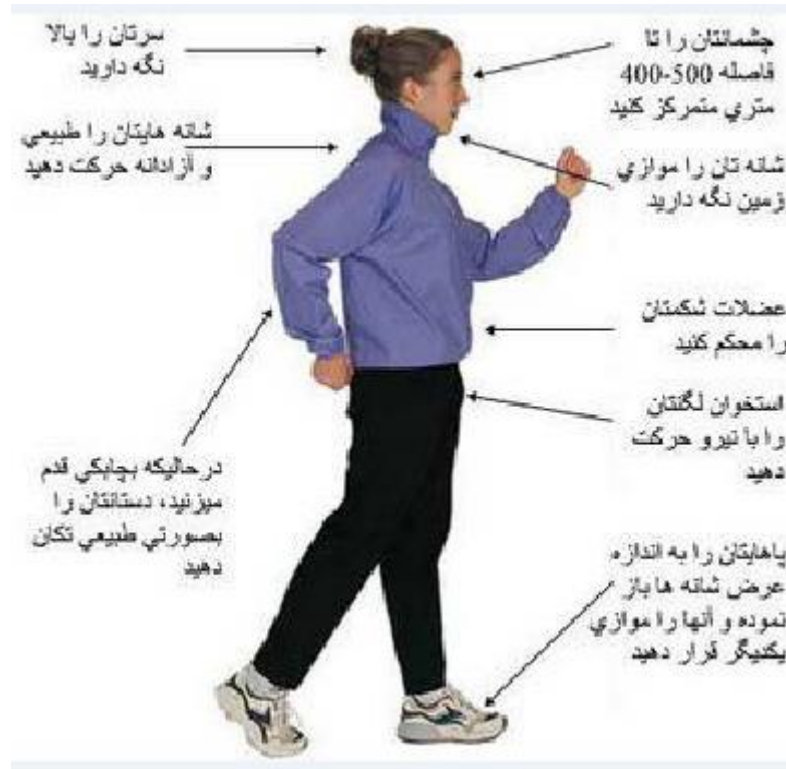 سرتان را بالا
نگه دارید
چشمانتان را تا
فاصله 500-400
متري متمرکز کنید
شانه هایتان را طبیعي
و آزادانه حرکت دهید
شانه تان را موازي
زمین نگه دارید
عضلات شکمتان
را محکم کنید
استخوان لگنتان
را با نیرو حرکت
دهید
درحالیکه بچابکي قدم
میزنید، دستانتان را
بصورتي طبیعي تکان
دهید
پاهایتان را به اندازه
عرض شانه ها باز
نموده و آنها را موازي
یکدیگر قرار دهید